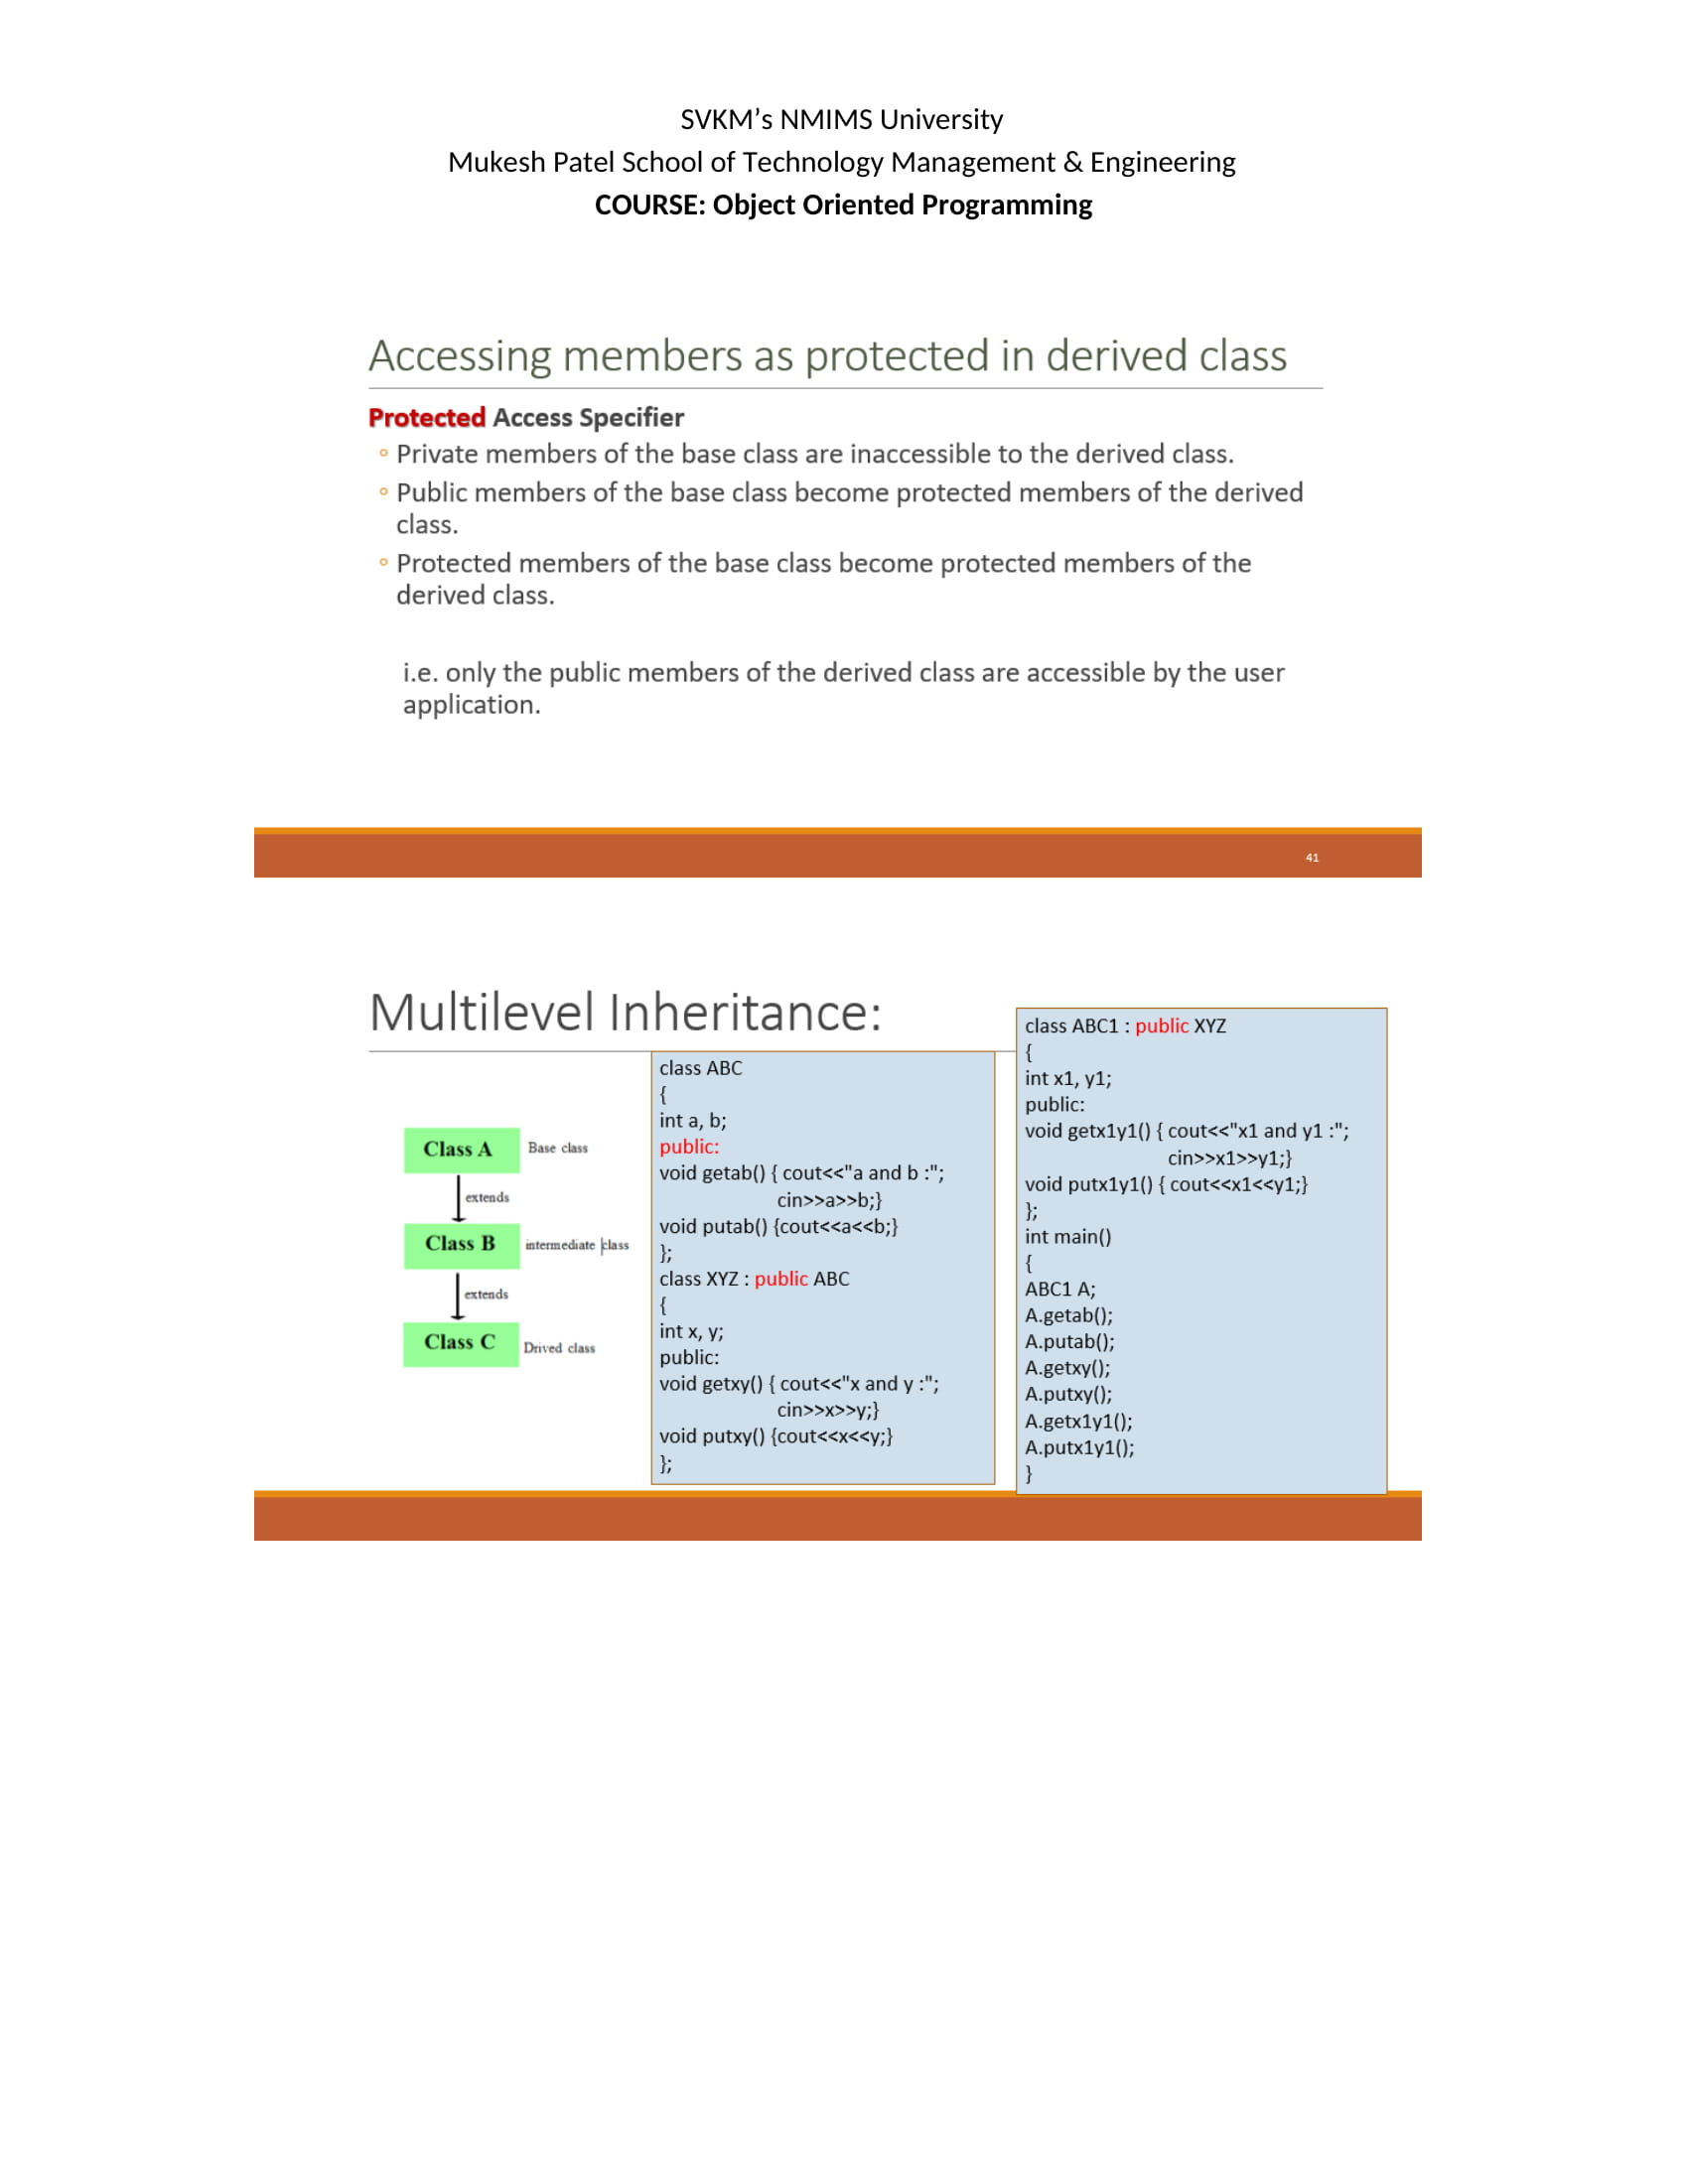 SVKM’s NMIMS University
Mukesh Patel School of Technology Management & Engineering
COURSE: Object Oriented Programming
Accessing members as protected in derived class
Protected Access Specifier
◦ Private members of the base class are inaccessible to the derived class.
◦ Public members of the base class become protected members of the derived
class.
◦ Protected members of the base class become protected members of the
derived class.
i.e. only the public members of the derived class are accessible by the user
application.
41
Multilevel Inheritance:
Class A
Base class
extends
Class B
intermediate class
extends
Class C
Drived class
class ABC
{
int a, b;
public:
void getab() { cout<<"a and b :";
cin>>a>>b;}
void putab() {cout<<a<<b;}
};
class XYZ : public ABC
{
int x, y;
public:
void getxy() { cout<<"x and y :";
cin>>x>>y;}
void putxy() {cout<<x<<y;}
};
class ABC1 : public XYZ
{
int x1, y1;
public:
void getx1y1() { cout<<"x1 and y1 :";
cin>>x1>>y1;}
void putx1y1() { cout<<x1<<y1;}
};
int main()
{
ABC1 A;
A.getab();
A.putab();
A.getxy();
A.putxy();
A.getx1y1();
A.putx1y1();
}